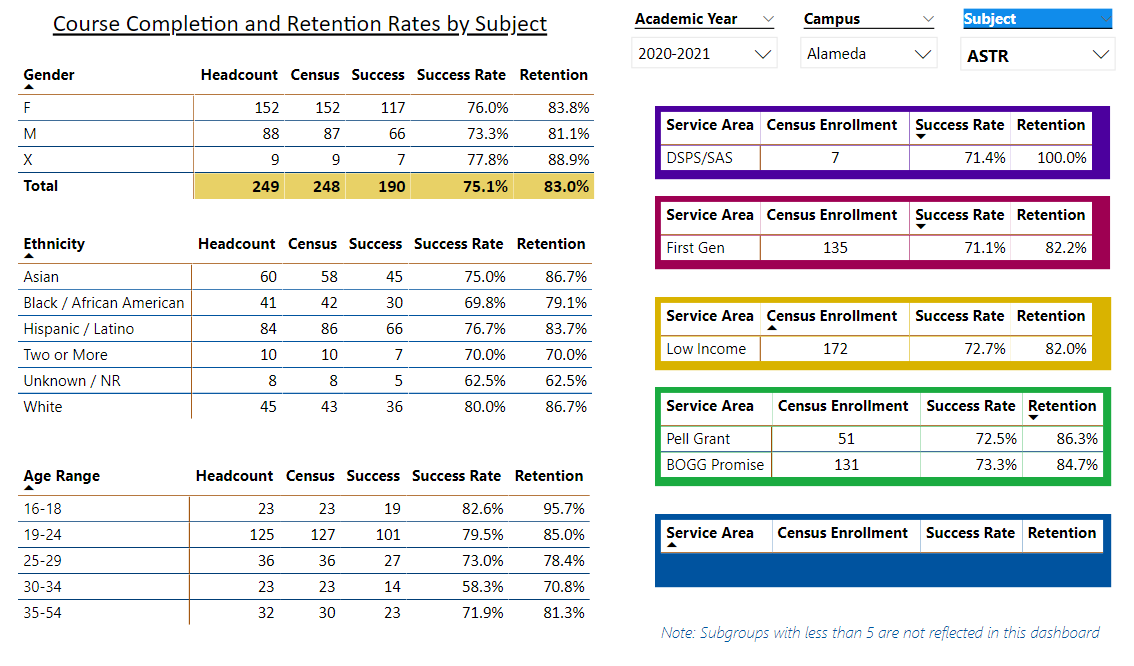 Course Completion and Retention Rates by Subject
Academic Year Campus Subject
2020-2021 Alameda ASTR
Gender Headcount Census Success Success Rate Retention
F 152 152 117 76.0% 83.8%
M 88 87 66 73.3% 81.1%
X 9 9 7 77.8% 88.9%
Total 249 248 190 75.1% 83.0%
Ethnicity Headcount Census Success Success Rate Retention
Asian 60 58 45 75.0% 86.7%
Black / African American 41 42 30 69.8% 79.1%
Hispanic / Latino 84 86 66 76.7% 83.7%
Two or More 10 10 7 70.0% 70.0%
Unknown / NR 8 8 5 62.5% 62.5%
White 45 43 36 80.0% 86.7%
Age Range Headcount Census Success Success Rate Retention
16-18 23 23 19 82.6% 95.7%
19-24 125 127 101 79.5% 85.0%
25-29 36 36 27 73.0% 78.4%
30-34 23 23 14 58.3% 70.8%
35-54 32 30 23 71.9% 81.3%
Service Area Census Enrollment Success Rate Retention
DSPS/SAS 7 71.4% 100.0%
Service Area Census Enrollment Success Rate Retention
First Gen 135 71.1% 82.2%
Service Area Census Enrollment Success Rate Retention
Low Income 172 72.7% 82.0%
Service Area Census Enrollment Success Rate Retention
Pell Grant 51 72.5% 86.3%
BOGG Promise 131 73.3% 84.7%
Service Area Census Enrollment Success Rate Retention
Note: Subgroups with less than 5 are not reflected in this dashboard